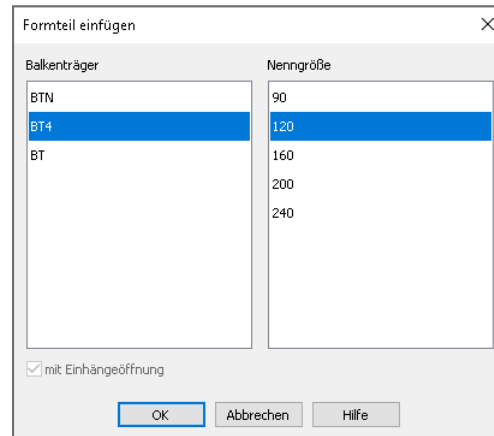 Formteil einfügen
Balkenträger
BTN
BT4
BT
Nenngröße
90
120
160
200
240
mit Einhängeöffnung
OK Abbrechen Hilfe